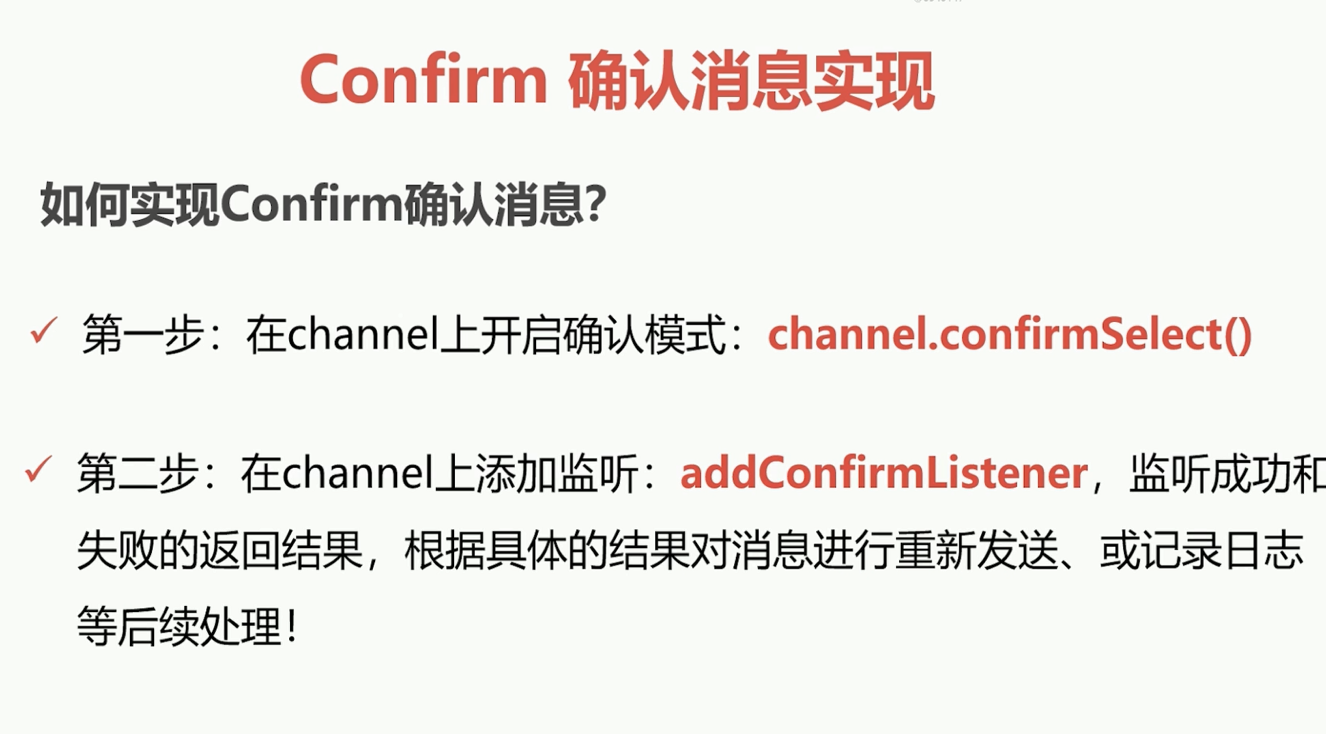 Confirm 确认消息实现
如何实现Confirm确认消息？
✓ 第一步：在channel上开启确认模式：channel.confirmSelect()
✓ 第二步：在channel上添加监听：addConfirmListener，监听成功和
失败的返回结果，根据具体的结果对消息进行重新发送、或记录日志
等后续处理！